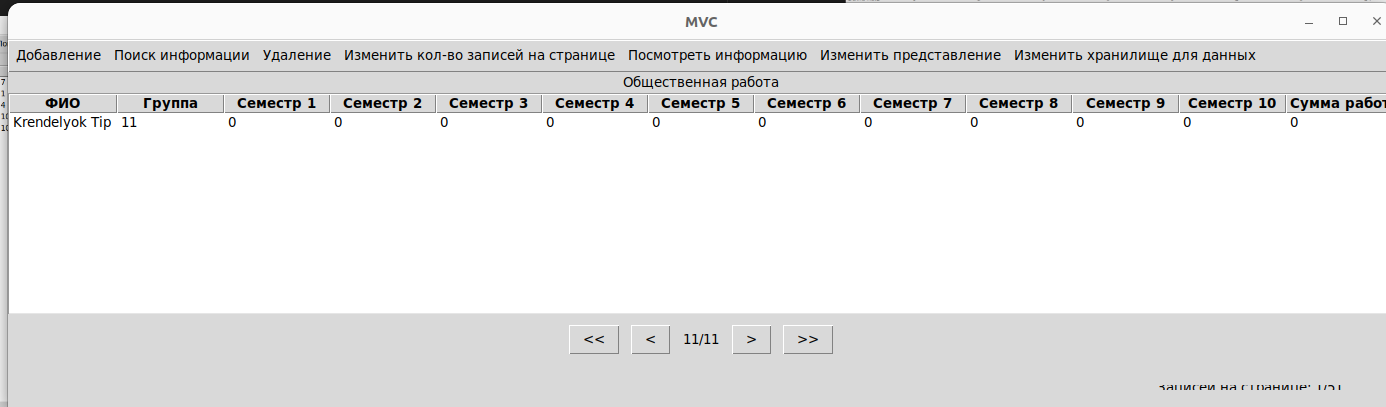 MVC
Добавление Поиск информации Удаление Изменить кол-во записей на странице Посмотреть информацию Изменить представление Изменить хранилище для данных
Общественная работа
ФИО Группа Семестр 1 Семестр 2 Семестр 3 Семестр 4 Семестр 5 Семестр 6 Семестр 7 Семестр 8 Семестр 9 Семестр 10 Сумма работ
Krendelyok Tip 11 0 0 0 0 0 0 0 0 0 0 0
<< < 11/11 > >>
Записей на странице: 1/51